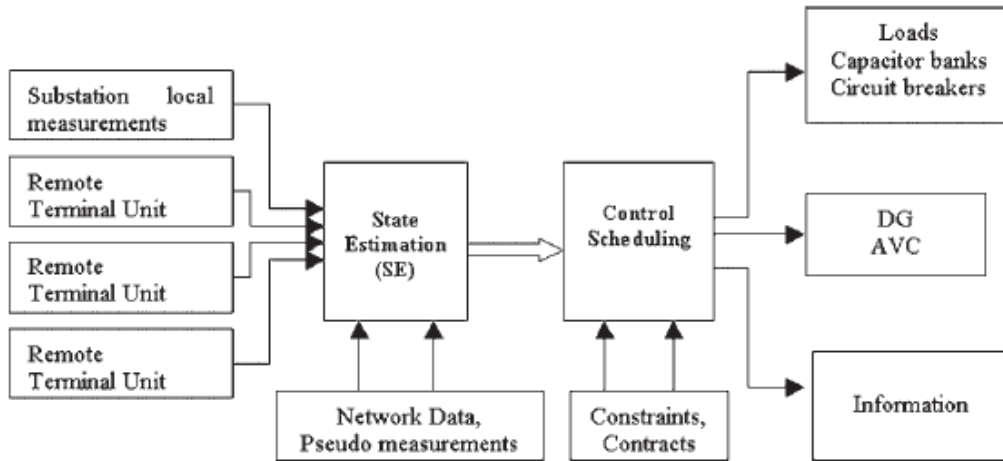 Substation local
measurements
Remote
Terminal Unit
Remote
Terminal Unit
Remote
Terminal Unit
State
Estimation
(SE)
Network Data,
Pseudo measurements
Control
Scheduling
Constraints,
Contracts
Loads
Capacitor banks
Circuit breakers
DG
AVC
Information